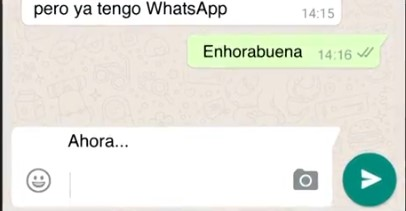 pero ya tengo WhatsApp
14:15
Enhorabuena 14:16
Ahora...